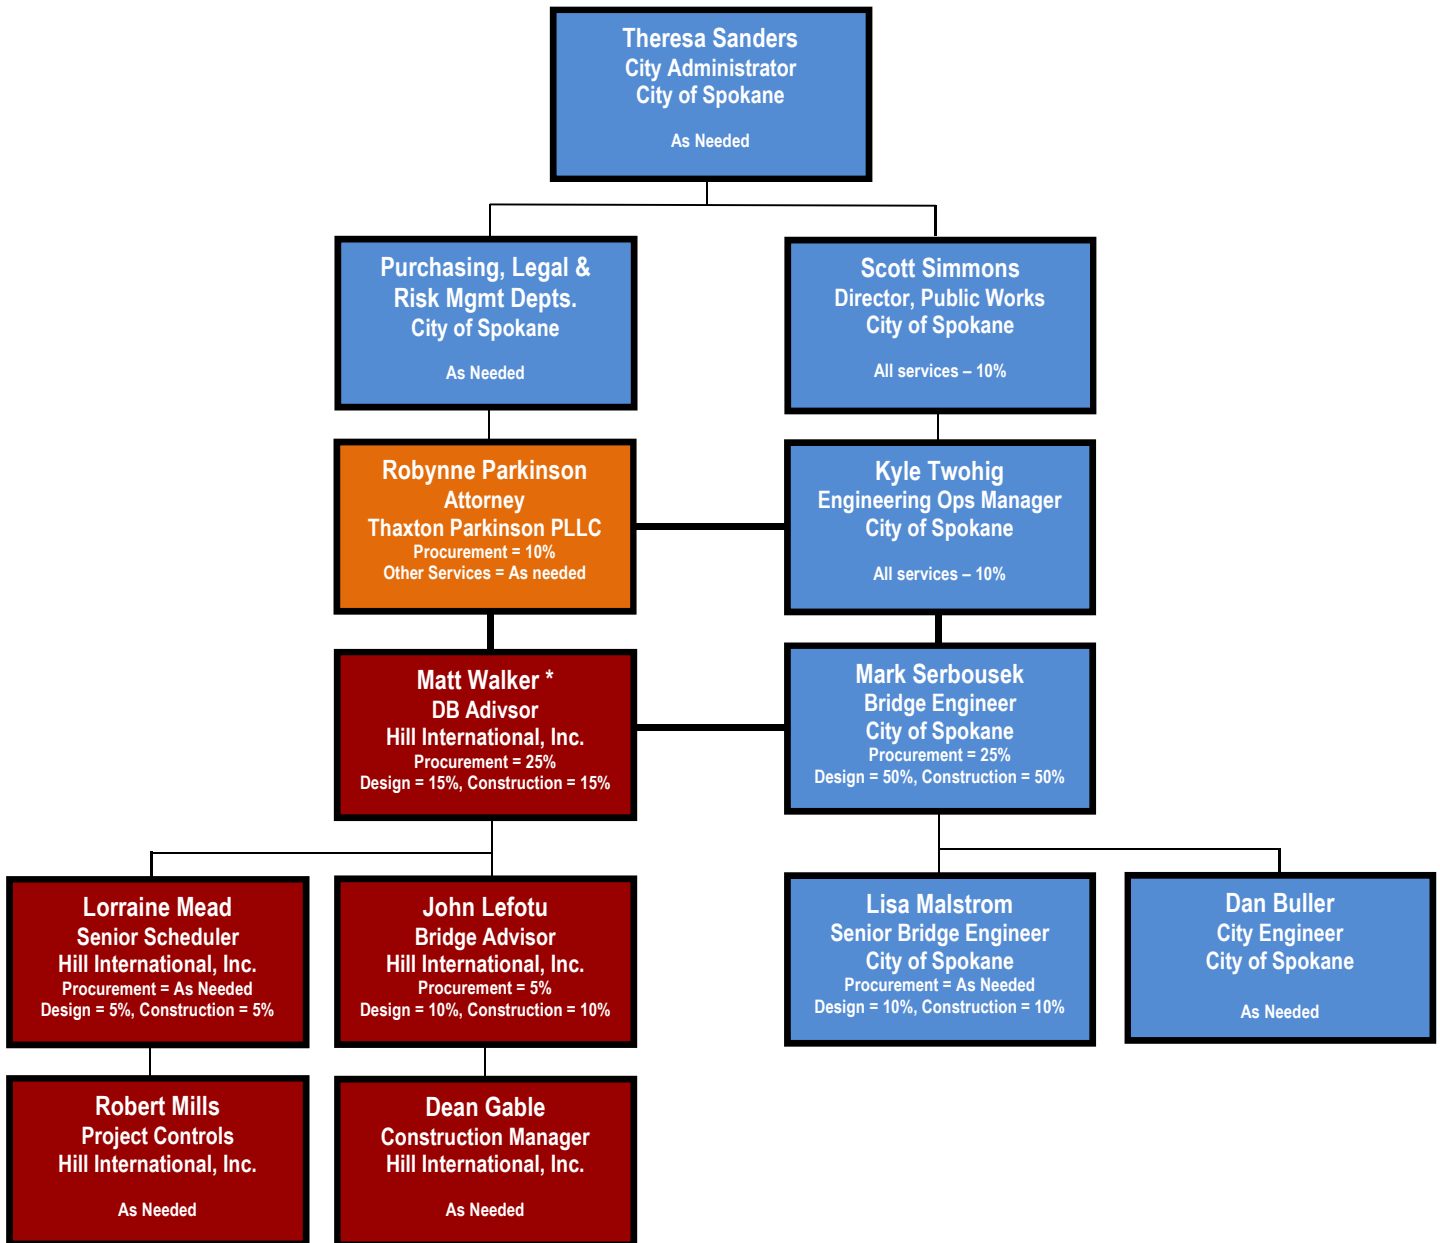 Theresa Sanders
City Administrator
City of Spokane
As Needed
Purchasing, Legal &
Risk Mgmt Depts.
City of Spokane
As Needed
Scott Simmons
Director, Public Works
City of Spokane
All services – 10%
Robynne Parkinson
Attorney
Thaxton Parkinson PLLC
Procurement = 10%
Other Services = As needed
Kyle Twohig
Engineering Ops Manager
City of Spokane
All services – 10%
Matt Walker *
DB Adivsor
Hill International, Inc.
Procurement = 25%
Design = 15%, Construction = 15%
Mark Serbousek
Bridge Engineer
City of Spokane
Procurement = 25%
Design = 50%, Construction = 50%
Lorraine Mead
Senior Scheduler
Hill International, Inc.
Procurement = As Needed
Design = 5%, Construction = 5%
John Lefotu
Bridge Advisor
Hill International, Inc.
Procurement = 5%
Design = 10%, Construction = 10%
Lisa Malstrom
Senior Bridge Engineer
City of Spokane
Procurement = As Needed
Design = 10%, Construction = 10%
Dan Buller
City Engineer
City of Spokane
As Needed
Robert Mills
Project Controls
Hill International, Inc.
As Needed
Dean Gable
Construction Manager
Hill International, Inc.
As Needed